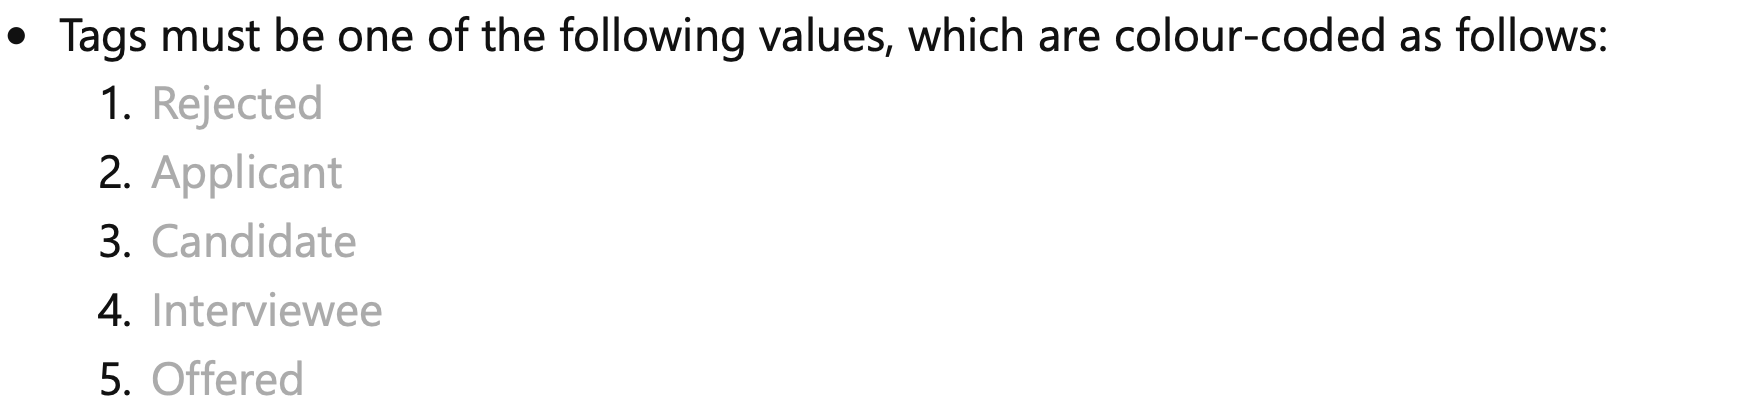 • Tags must be one of the following values, which are colour-coded as follows:
1. Rejected
2. Applicant
3. Candidate
4. Interviewee
5. Offered